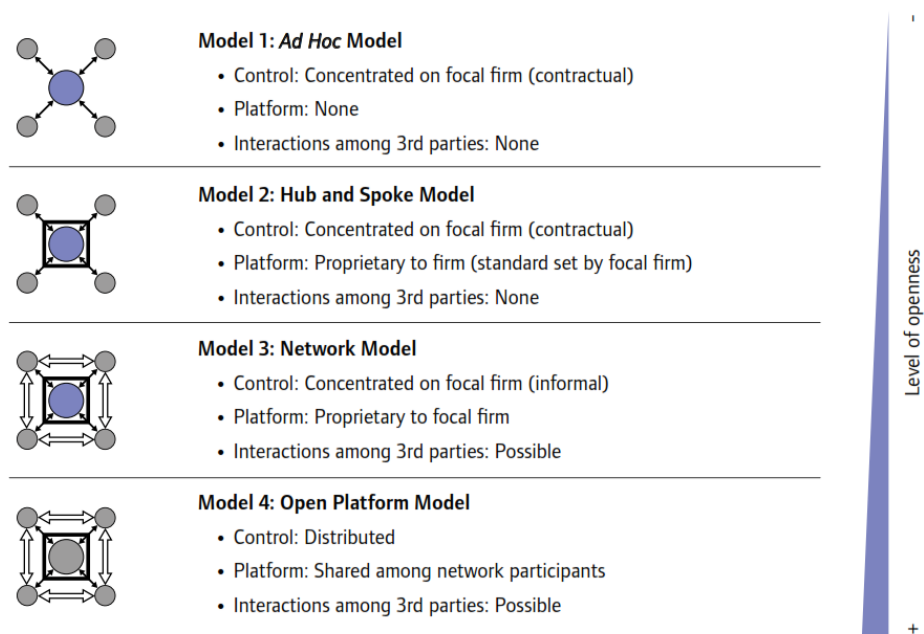 Model 1: Ad Hoc Model
• Control: Concentrated on focal firm (contractual)
• Platform: None
• Interactions among 3rd parties: None
Model 2: Hub and Spoke Model
• Control: Concentrated on focal firm (contractual)
• Platform: Proprietary to firm (standard set by focal firm)
• Interactions among 3rd parties: None
Model 3: Network Model
• Control: Concentrated on focal firm (informal)
• Platform: Proprietary to focal firm
• Interactions among 3rd parties: Possible
Model 4: Open Platform Model
• Control: Distributed
• Platform: Shared among network participants
• Interactions among 3rd parties: Possible
-
Level of openness
+